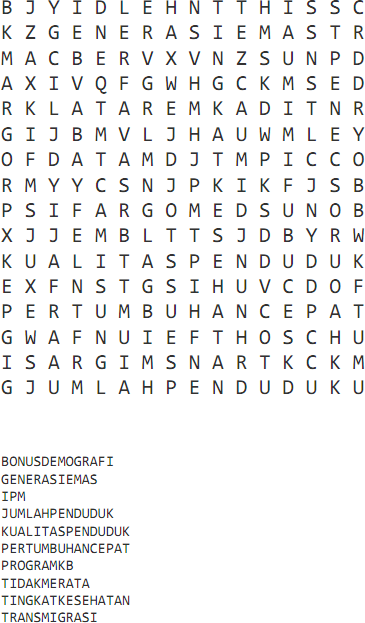 B J Y I D L E H N T T H I S S C
K Z G E N E R A S I E M A S T R
M A C B E R V X V N Z S U N P D
A X I V Q F G W H G C K M S E D
R K L A T A R E M K A D I T N R
G I J B M V L J H A U W M L E Y
O F D A T A M D J T M P I C C O
R M Y Y C S N J P K I K F J S B
P S I F A R G O M E D S U N O B
X J J E M B L T T S J D B Y R W
K U A L I T A S P E N D U D U K
E X F N S T G S I H U V C D O F
P E R T U M B U H A N C E P A T
G W A F N U I E F T H O S C H U
I S A R G I M S N A R T K C K M
G J U M L A H P E N D U D U K U
BONUSDEMOGRAFI
GENERASIEMAS
IPM
JUMLAHPENDUDUK
KUALITASPENDUDUK
PERTUMBUHANCEPAT
PROGRAMKB
TIDAKMERATA
TINGKATKESEHATAN
TRANSMIGRASI